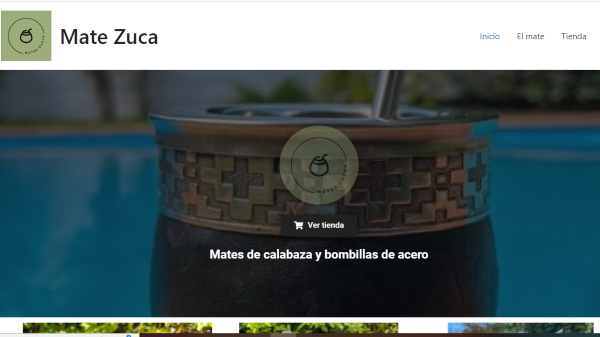 Mate Zuca
Inicio
El mate
Tienda
Ver tienda
Mates de calabaza y bombillas de acero